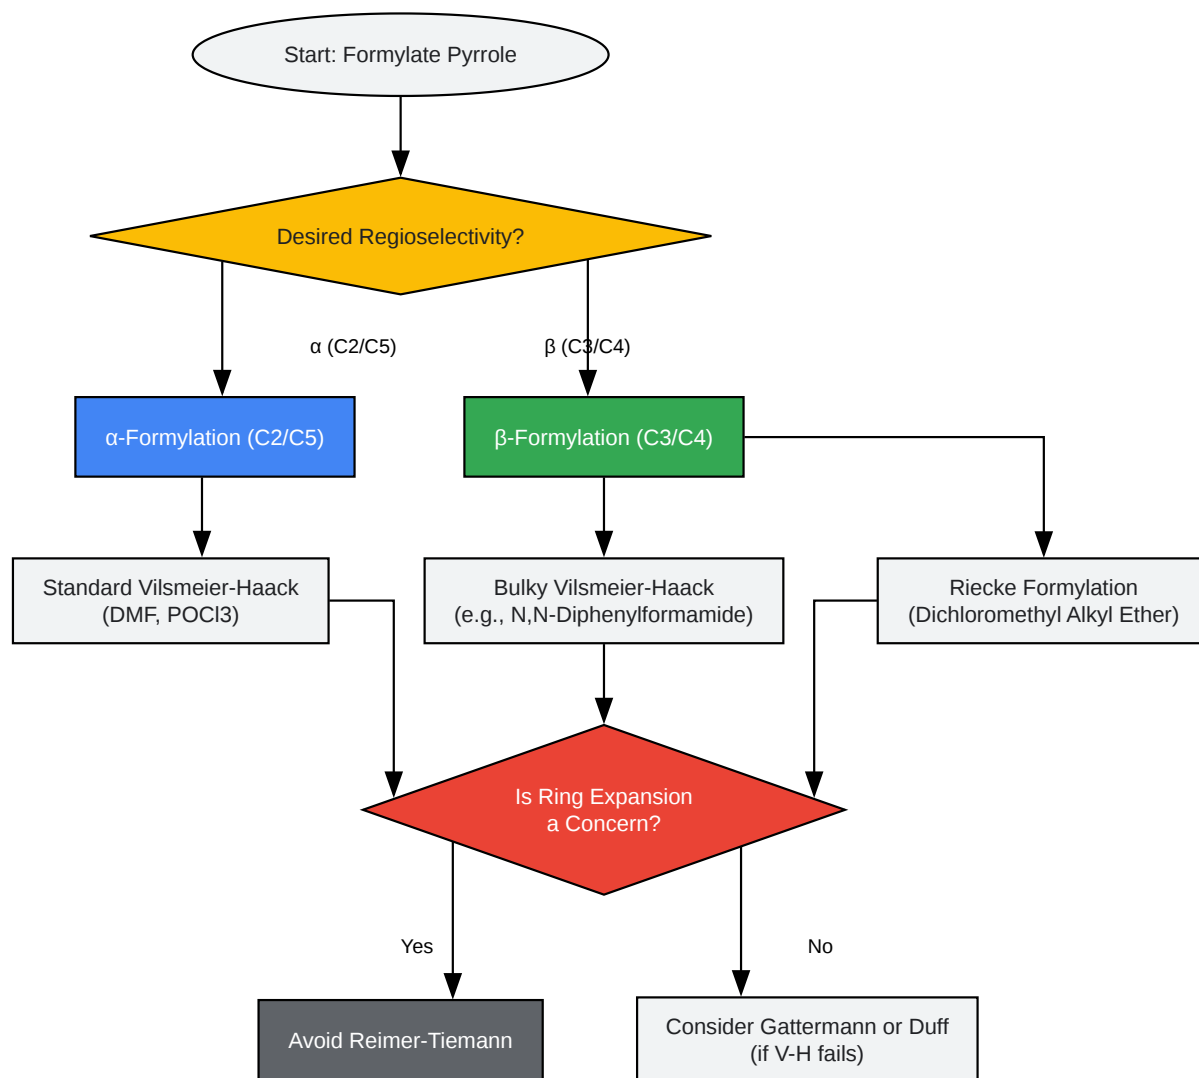 Start: Formylate Pyrrole
Desired Regioselectivity?
α (C2/C5)
β (C3/C4)
α-Formylation (C2/C5)
β-Formylation (C3/C4)
Standard Vilsmeier-Haack
(DMF, POCl3)
Bulky Vilsmeier-Haack
(e.g., N,N-Diphenylformamide)
Riecke Formylation
(Dichloromethyl Alkyl Ether)
Is Ring Expansion
a Concern?
Yes
No
Avoid Reimer-Tiemann
Consider Gattermann or Duff
(if V-H fails)